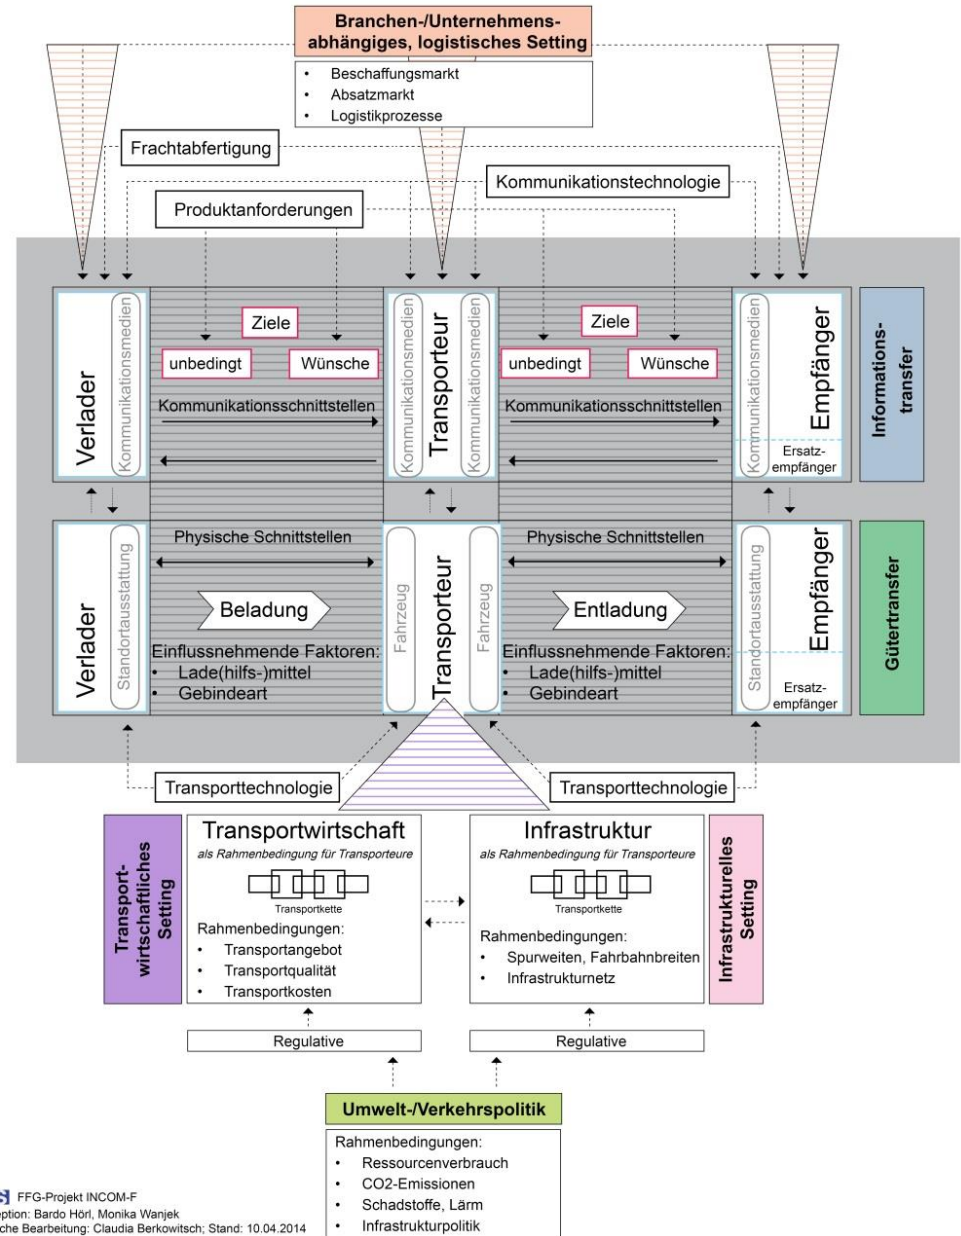 Branchen-/Unternehmens-
abhängiges, logistisches Setting
• Beschaffungsmarkt
• Absatzmarkt
• Logistikprozesse
Frachtabfertigung
Kommunikationstechnologie
Produktanforderungen
Verlader
Kommunikationsmedien
Ziele
unbedingt
Wünsche
Kommunikationsschnittstellen
Kommunikationsmedien
Transporteur
Kommunikationsmedien
Ziele
unbedingt
Wünsche
Kommunikationsschnittstellen
Kommunikationsmedien
Empfänger
Ersatz-
empfänger
Informations-
transfer
Verlader
Standortausstattung
Physische Schnittstellen
Beladung
Einflussnehmende Faktoren:
• Lade(hilfs-)mittel
• Gebindeart
Fahrzeug
Transporteur
Fahrzeug
Physische Schnittstellen
Entladung
Einflussnehmende Faktoren:
• Lade(hilfs-)mittel
• Gebindeart
Standortausstattung
Empfänger
Ersatz-
empfänger
Gütertransfer
Transporttechnologie
Transporttechnologie
Transport-
wirtschaftliches
Setting
Transportwirtschaft
als Rahmenbedingung für Transporteure
Transportkette
Rahmenbedingungen:
• Transportangebot
• Transportqualität
• Transportkosten
Infrastruktur
als Rahmenbedingung für Transporteure
Transportkette
Rahmenbedingungen:
• Spurweiten, Fahrbahnbreiten
• Infrastrukturnetz
Infrastrukturelles
Setting
Regulative
Regulative
Umwelt-/Verkehrspolitik
Rahmenbedingungen:
• Ressourcenverbrauch
• CO2-Emissionen
• Schadstoffe, Lärm
• Infrastrukturpolitik
FFG-Projekt INCOM-F
eption: Bardo Hörl, Monika Wanjek
che Bearbeitung: Claudia Berkowitsch; Stand: 10.04.2014